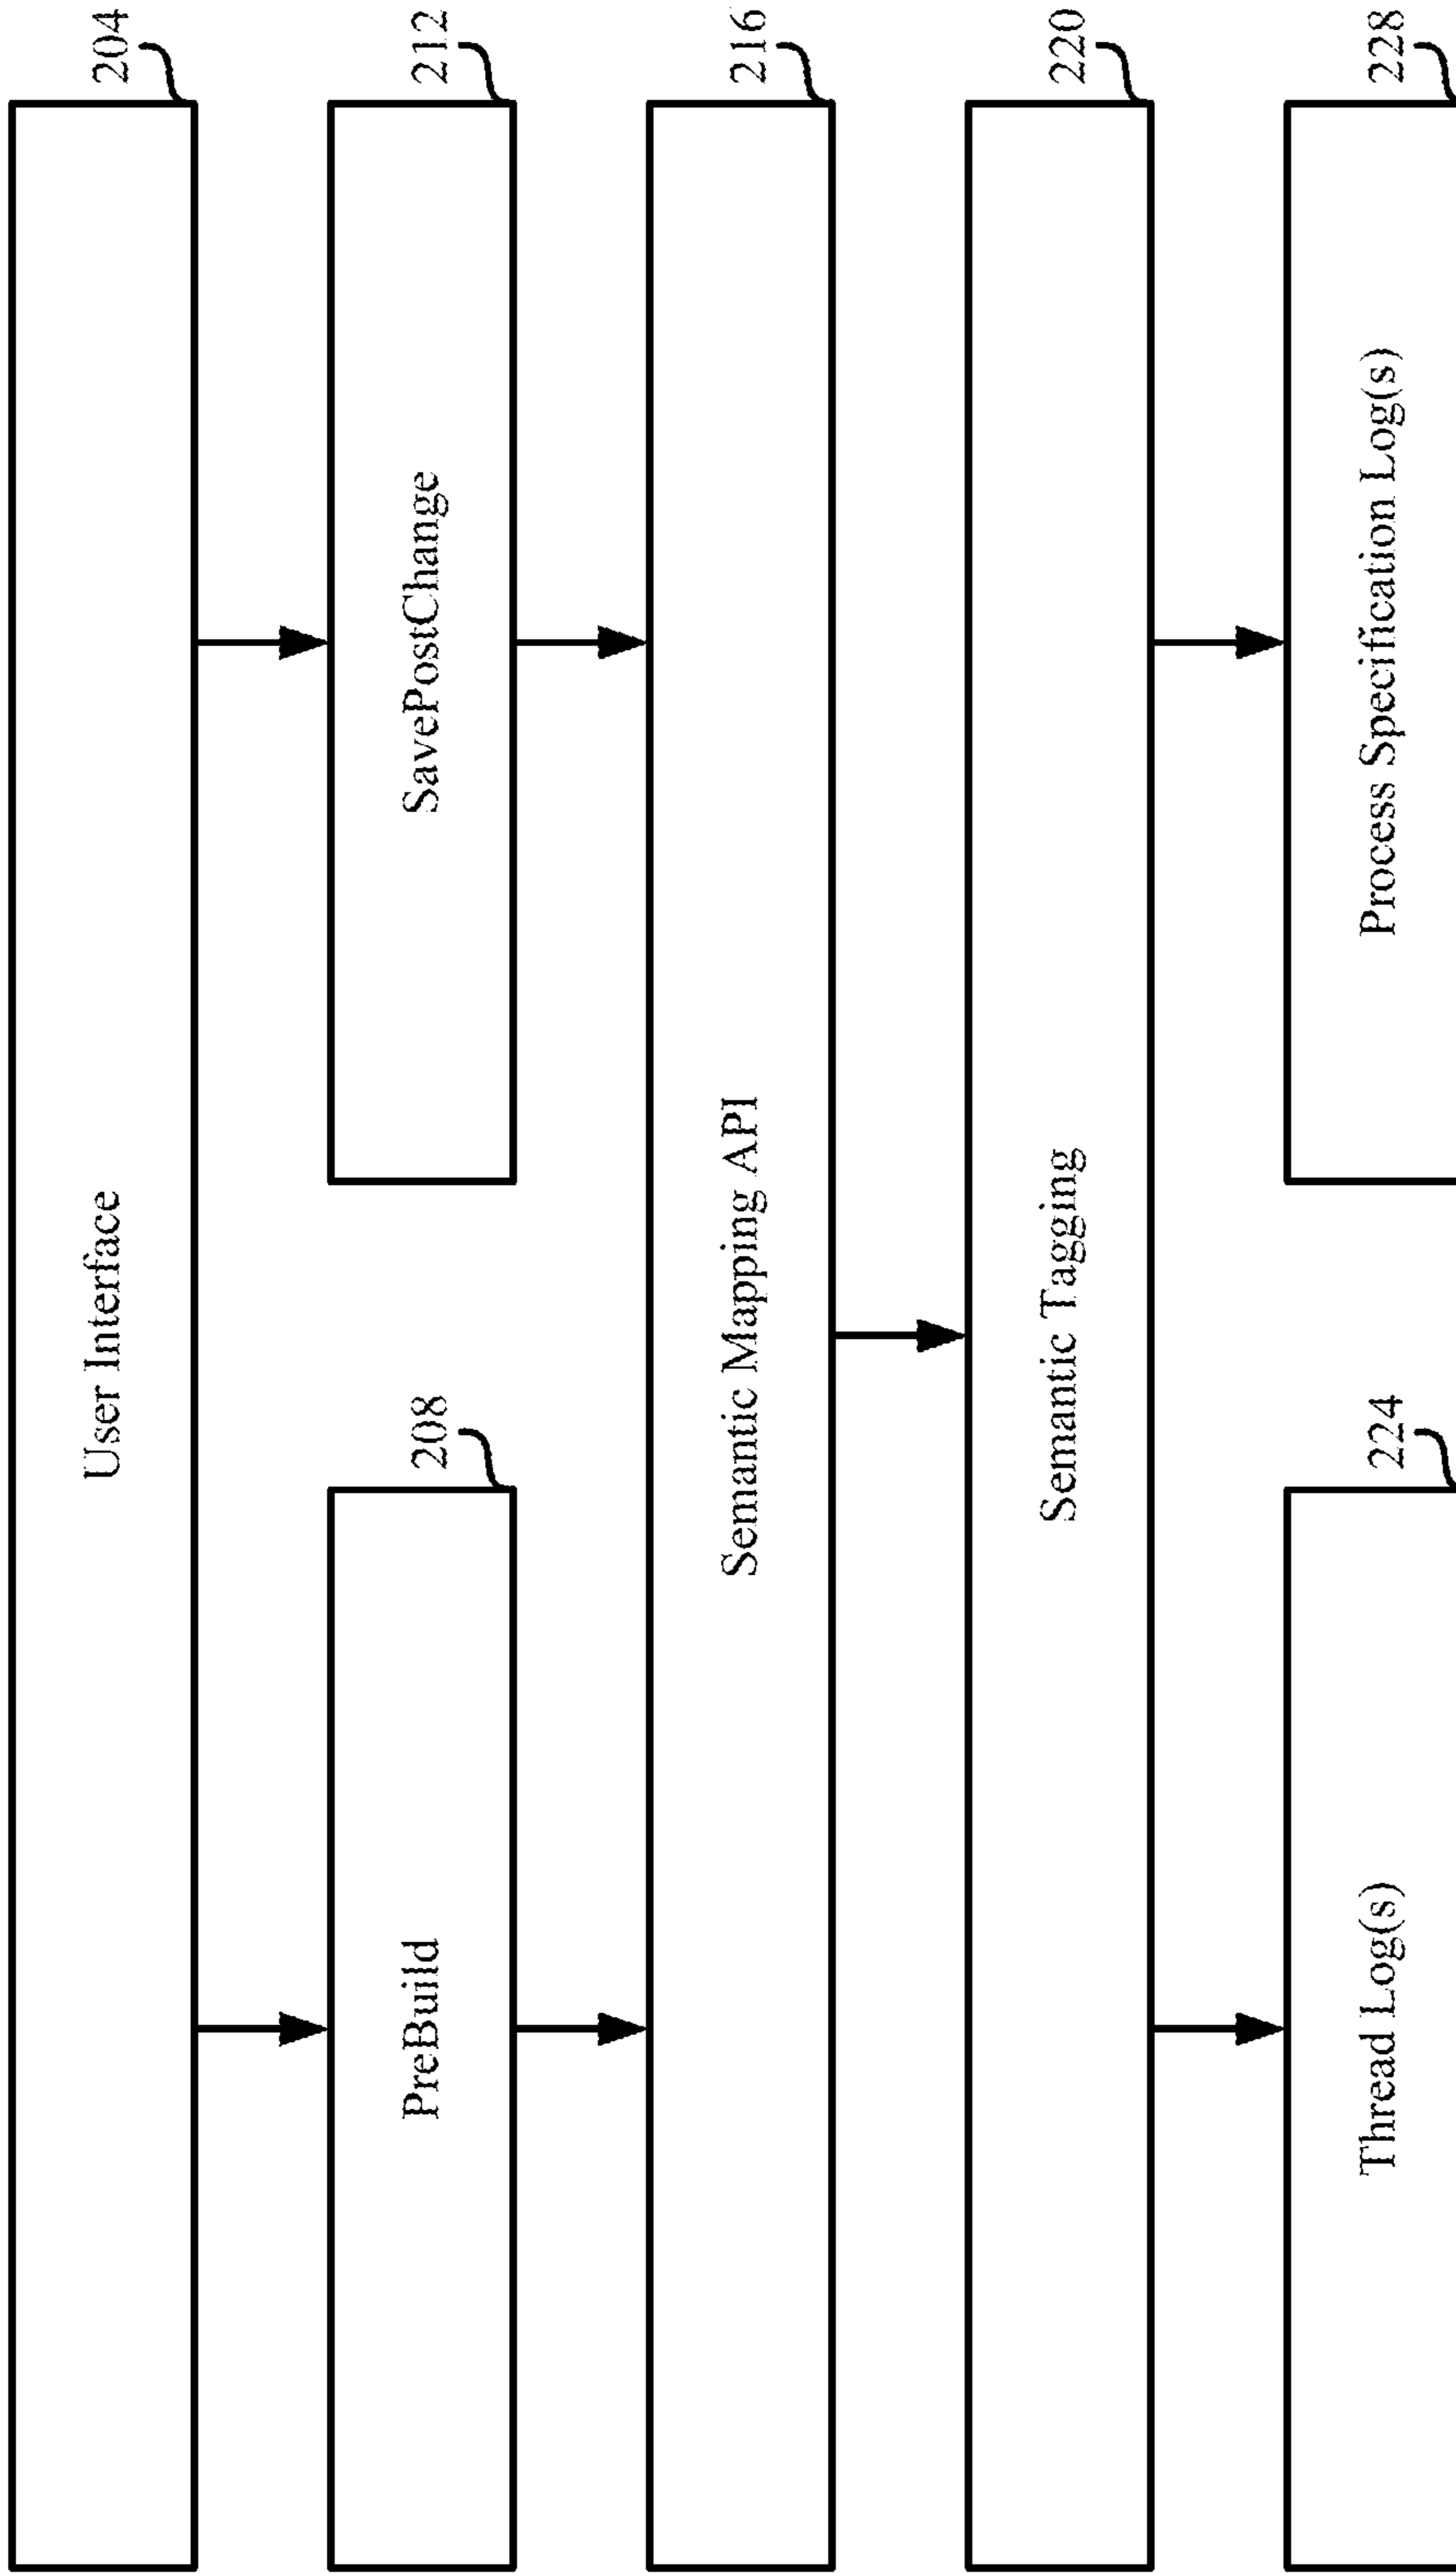 User Interface
204
PreBuild
208
SavePostChange
212
Semantic Mapping API
216
Semantic Tagging
220
Thread Log(s)
224
Process Specification Log(s)
228